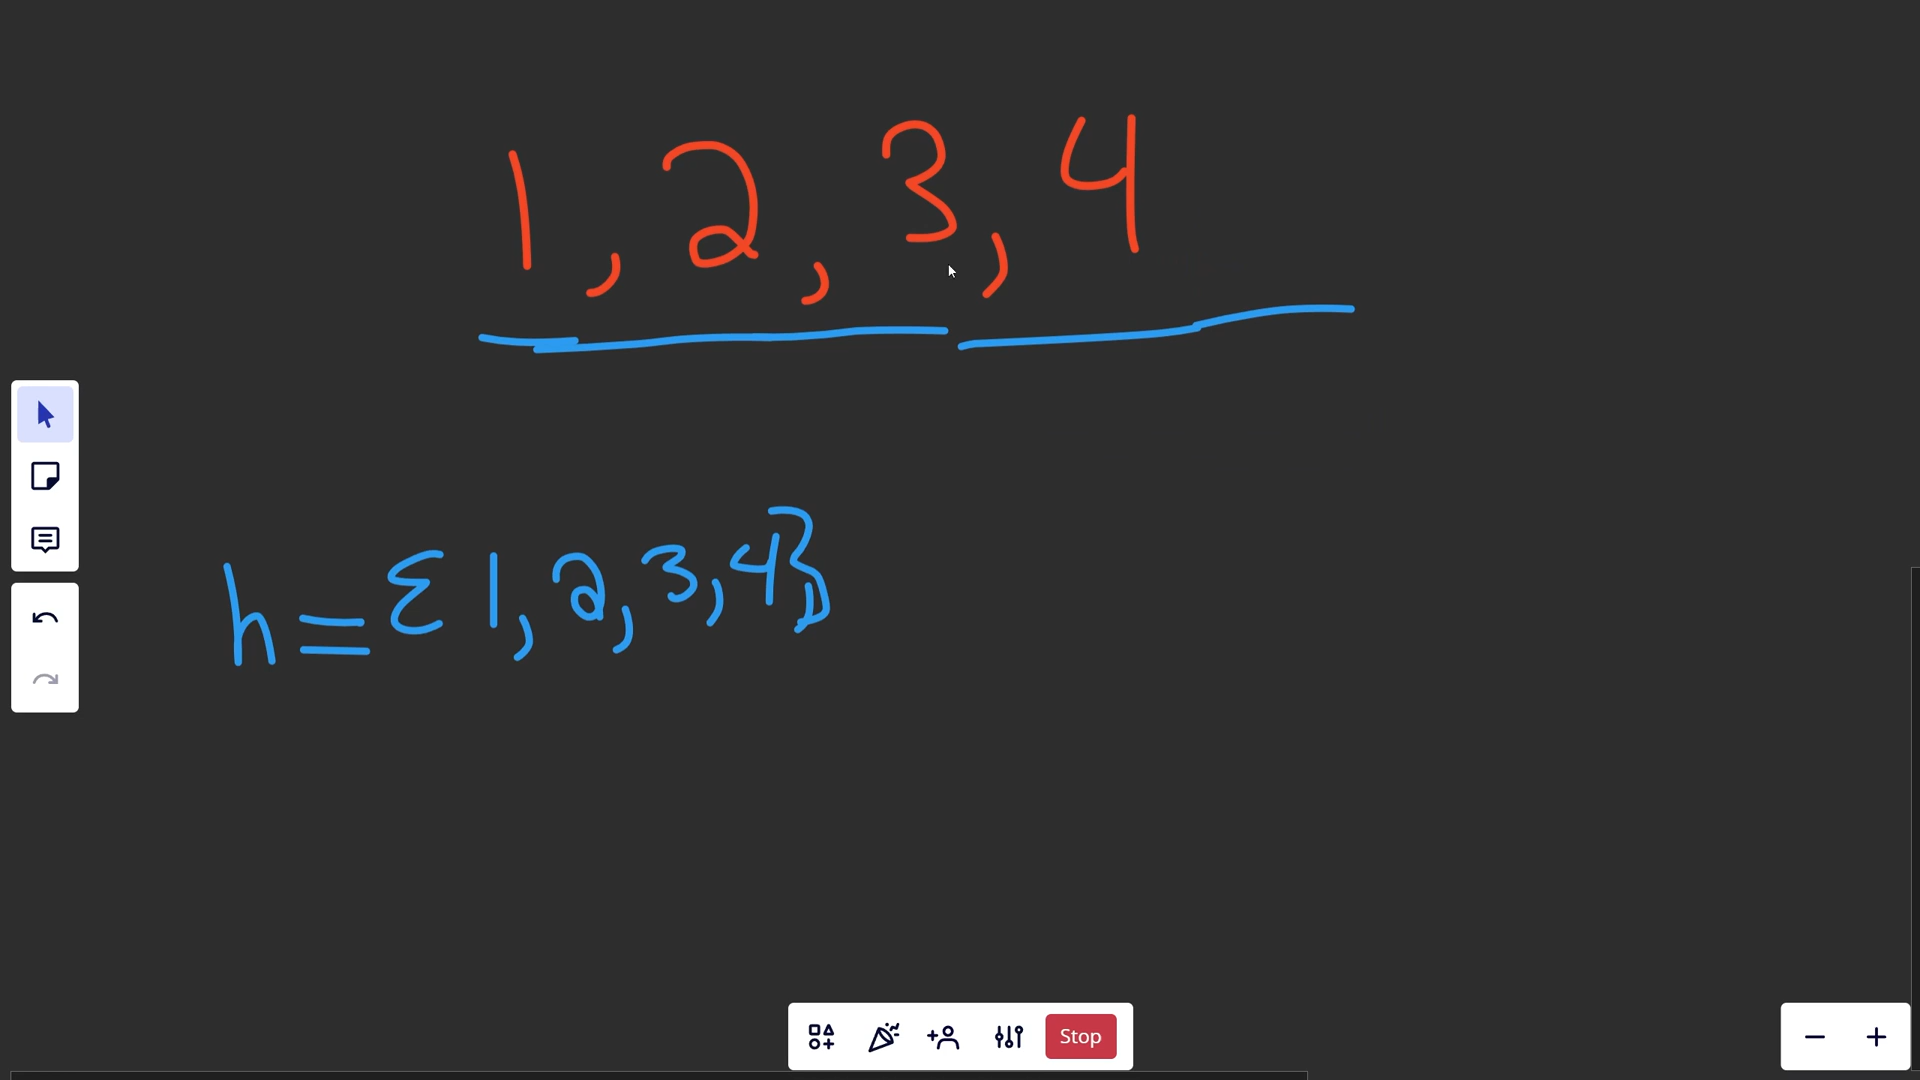 1, 2, 3, 4
h = {1, 2, 3, 4}
Stop